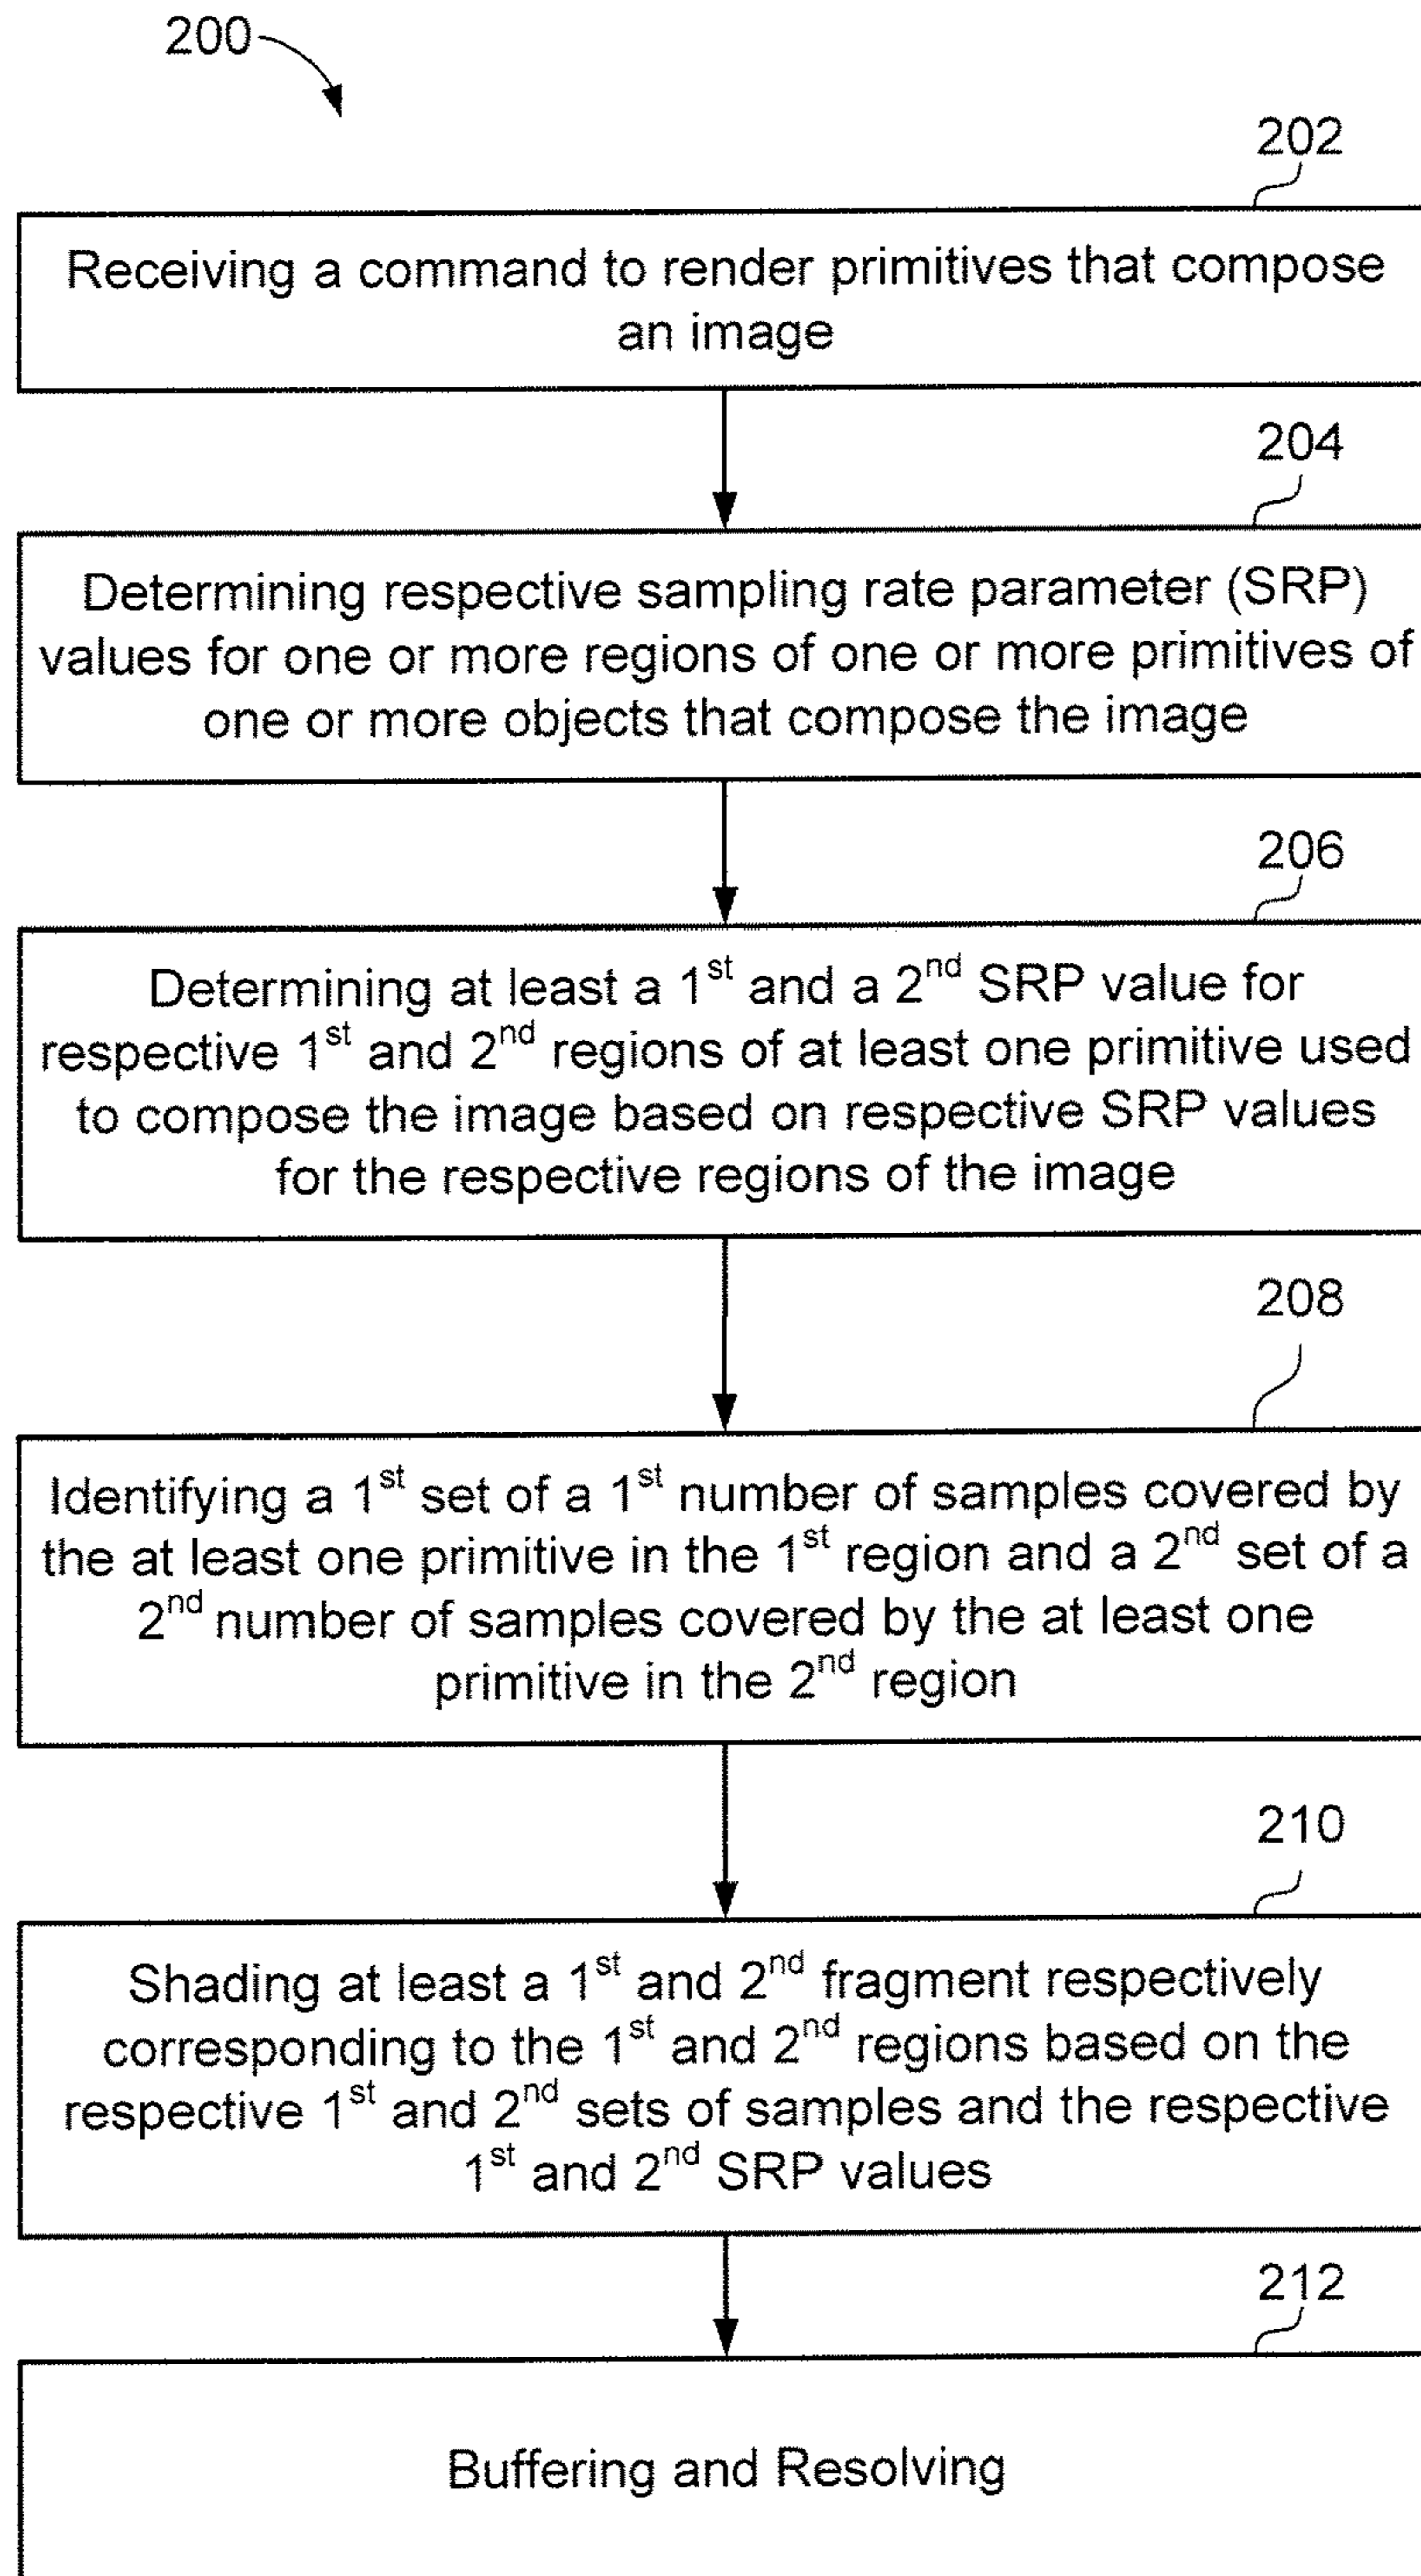 200
202
Receiving a command to render primitives that compose
an image
204
Determining respective sampling rate parameter (SRP)
values for one or more regions of one or more primitives of
one or more objects that compose the image
206
Determining at least a 1st and a 2nd SRP value for
respective 1st and 2nd regions of at least one primitive used
to compose the image based on respective SRP values
for the respective regions of the image
208
Identifying a 1st set of a 1st number of samples covered by
the at least one primitive in the 1st region and a 2nd set of a
2nd number of samples covered by the at least one
primitive in the 2nd region
210
Shading at least a 1st and 2nd fragment respectively
corresponding to the 1st and 2nd regions based on the
respective 1st and 2nd sets of samples and the respective
1st and 2nd SRP values
212
Buffering and Resolving